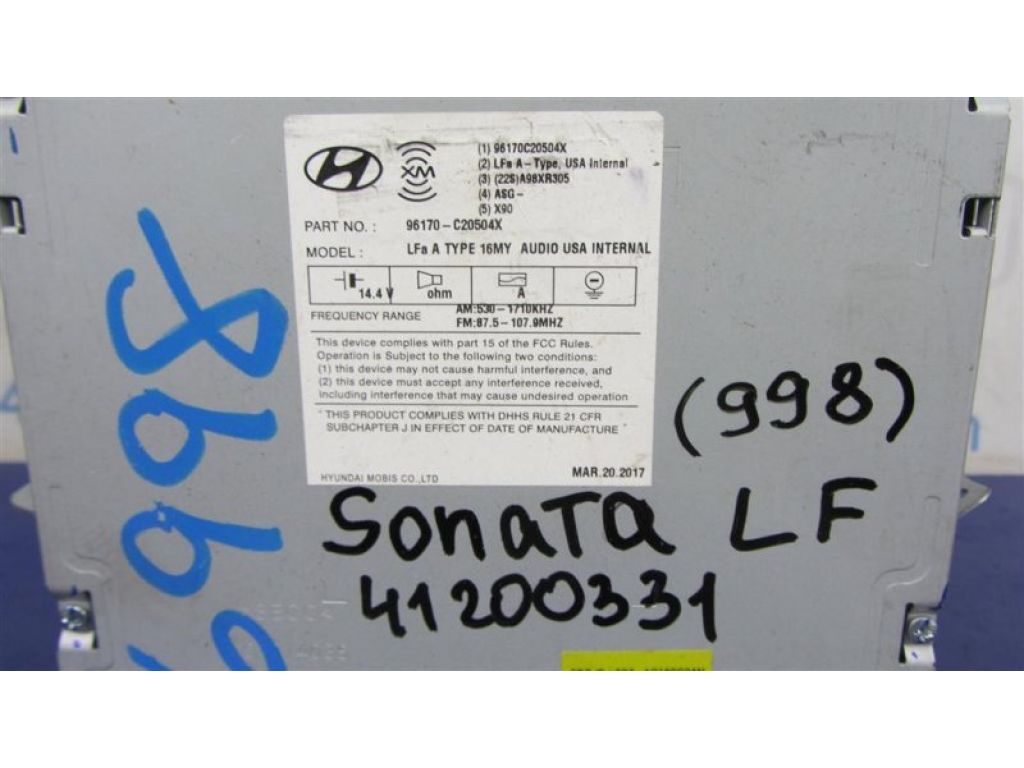 XM
(1) 96170C20504X
(2) LFa A-Type, USA Internal
(3) (22S)A98XR305
(4) ASG-
(5) X90
PART NO. : 96170-C20504X
MODEL : LFa A TYPE 16MY AUDIO USA INTERNAL
14.4 V ohm A
FREQUENCY RANGE AM:530-1710KHZ
FM:87.5-107.9MHZ
This device complies with part 15 of the FCC Rules.
Operation is Subject to the following two conditions:
(1) this device may not cause harmful interference, and
(2) this device must accept any interference received,
including interference that may cause undesired operation
"THIS PRODUCT COMPLIES WITH DHHS RULE 21 CFR
SUBCHAPTER J IN EFFECT OF DATE OF MANUFACTURE"
MAR.20.2017
HYUNDAI MOBIS CO.,LTD
(998)
Sonata LF
41200331